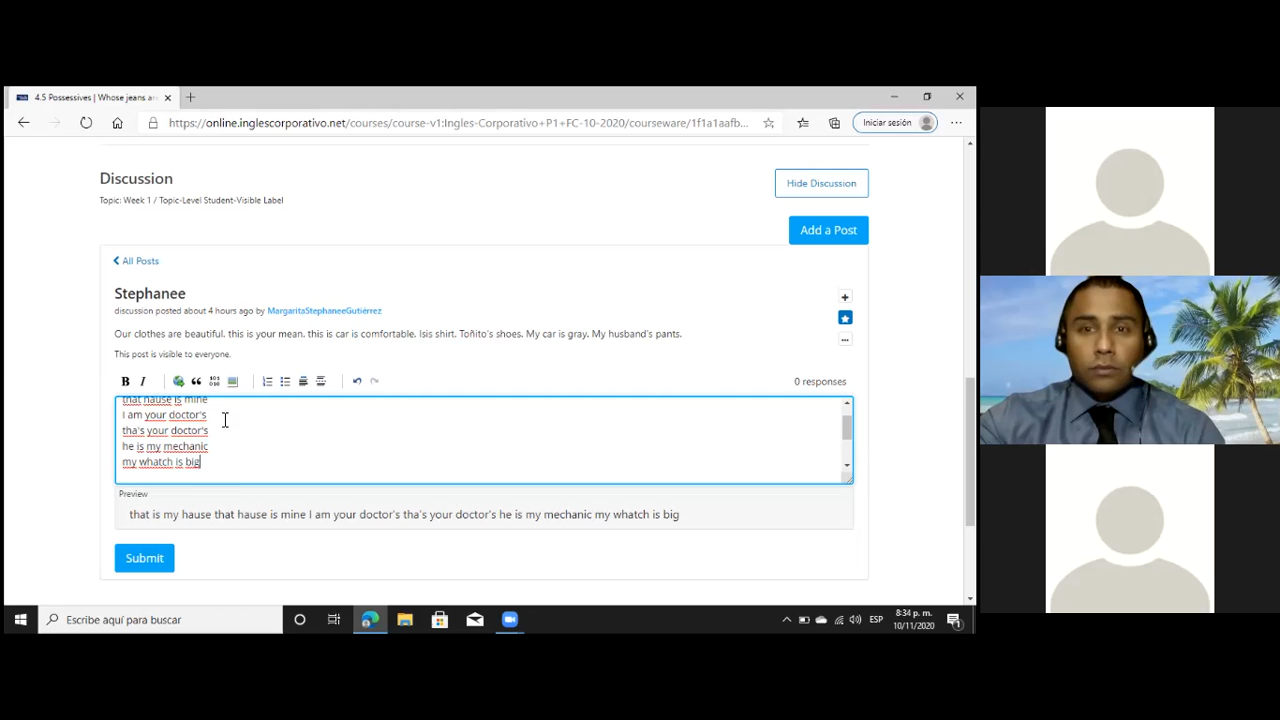 4.5 Possessives | Whose jeans ar
https://online.inglescorporativo.net/courses/course-v1:Ingles-Corporativo+P1+FC-10-2020/courseware/1f1a1aafb...
Iniciar sesión
Discussion
Hide Discussion
Topic: Week 1 / Topic-Level Student-Visible Label
Add a Post
All Posts
Stephanee
discussion posted about 4 hours ago by MargaritaStephaneeGutiérrez
Our clothes are beautiful. this is your mean. this is car is comfortable. Isis shirt. Toñito's shoes. My car is gray. My husband's pants.
This post is visible to everyone.
B I
0 responses
that hause is mine
I am your doctor's
tha's your doctor's
he is my mechanic
my whatch is big
Preview
that is my hause that hause is mine I am your doctor's tha's your doctor's he is my mechanic my whatch is big
Submit
Escribe aquí para buscar
ESP
8:34 p. m.
10/11/2020